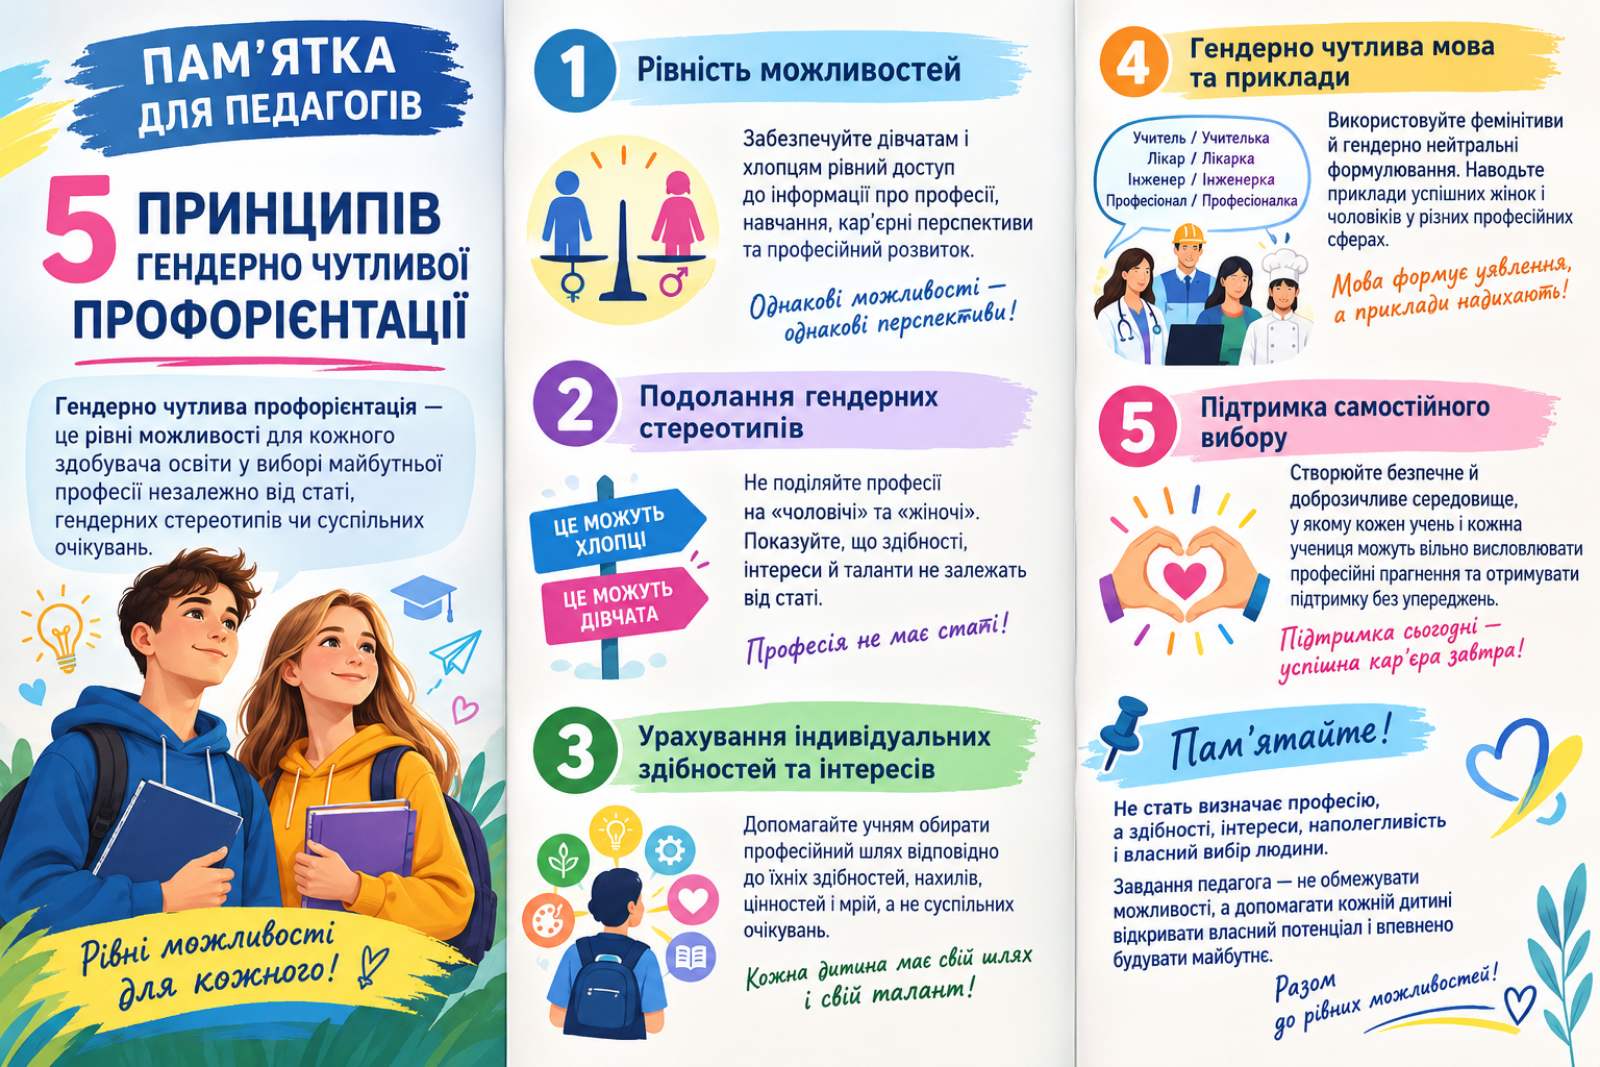 ПАМ’ЯТКА
ДЛЯ ПЕДАГОГІВ
5 ПРИНЦИПІВ
ГЕНДЕРНО ЧУТЛИВОЇ
ПРОФОРІЄНТАЦІЇ
Гендерно чутлива профорієнтація —
це рівні можливості для кожного
здобувача освіти у виборі майбутньої
професії незалежно від статі,
гендерних стереотипів чи суспільних
очікувань.
Рівні можливості
для кожного!
1 Рівність можливостей
Забезпечуйте дівчатам і
хлопцям рівний доступ
до інформації про професії,
навчання, кар’єрні перспективи
та професійний розвиток.
Однакові можливості —
однакові перспективи!
2 Подолання гендерних
стереотипів
ЦЕ МОЖУТЬ
ХЛОПЦІ
ЦЕ МОЖУТЬ
ДІВЧАТА
Не поділяйте професії
на «чоловічі» та «жіночі».
Показуйте, що здібності,
інтереси й таланти не залежать
від статі.
Професія не має статі!
3 Урахування індивідуальних
здібностей та інтересів
Допомагайте учням обирати
професійний шлях відповідно
до їхніх здібностей, нахилів,
цінностей і мрій, а не суспільних
очікувань.
Кожна дитина має свій шлях
і свій талант!
4 Гендерно чутлива мова
та приклади
Учитель / Учителька
Лікар / Лікарка
Інженер / Інженерка
Професіонал / Професіоналка
Використовуйте фемінітиви
й гендерно нейтральні
формулювання. Наводьте
приклади успішних жінок і
чоловіків у різних професійних
сферах.
Мова формує уявлення,
а приклади надихають!
5 Підтримка самостійного
вибору
Створюйте безпечне й
доброзичливе середовище,
у якому кожен учень і кожна
учениця можуть вільно висловлювати
професійні прагнення та отримувати
підтримку без упереджень.
Підтримка сьогодні —
успішна кар’єра завтра!
Пам’ятайте!
Не стать визначає професію,
а здібності, інтереси, наполегливість
і власний вибір людини.
Завдання педагога — не обмежувати
можливості, а допомагати кожній дитині
відкривати власний потенціал і впевнено
будувати майбутнє.
Разом
до рівних можливостей!